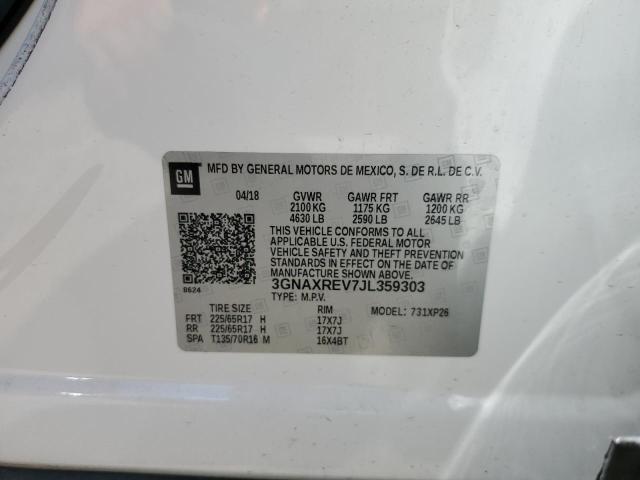 GM
MFD BY GENERAL MOTORS DE MEXICO, S. DE R.L. DE C.V.
04/18 GVWR GAWR FRT GAWR RR
2100 KG 1175 KG 1200 KG
4630 LB 2590 LB 2645 LB
THIS VEHICLE CONFORMS TO ALL
APPLICABLE U.S. FEDERAL MOTOR
VEHICLE SAFETY AND THEFT PREVENTION
STANDARDS IN EFFECT ON THE DATE OF
MANUFACTURE SHOWN ABOVE.
8624 3GNAXREV7JL359303
TYPE: M.P.V.
TIRE SIZE RIM MODEL: 731XP26
FRT 225/65R17 H 17X7J
RR 225/65R17 H 17X7J
SPA T135/70R16 M 16X4BT